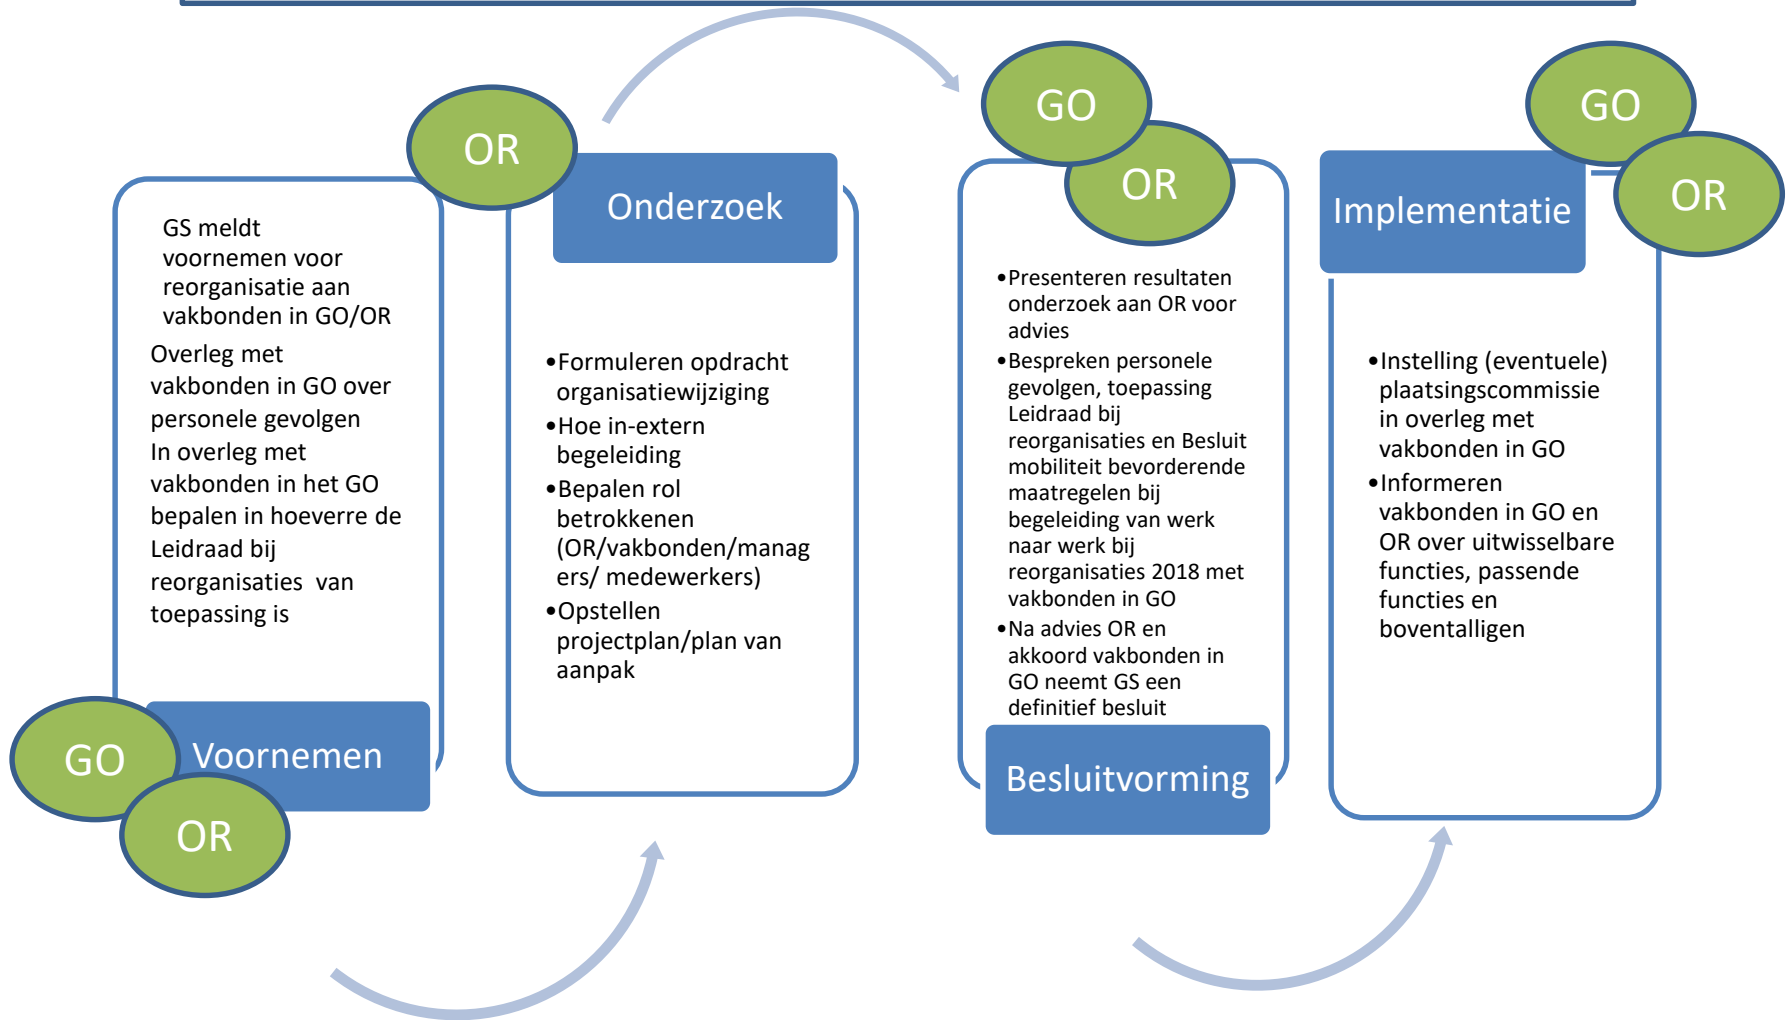 GS meldt
voornemen voor
reorganisatie aan
vakbonden in GO/OR
Overleg met
vakbonden in GO over
personele gevolgen
In overleg met
vakbonden in het GO
bepalen in hoeverre de
Leidraad bij
reorganisaties van
toepassing is
GO
Voornemen
OR
OR
Onderzoek
•Formuleren opdracht
organisatiewijziging
•Hoe in-extern
begeleiding
•Bepalen rol
betrokkenen
(OR/vakbonden/manag
ers/ medewerkers)
•Opstellen
projectplan/plan van
aanpak
GO
OR
•Presenteren resultaten
onderzoek aan OR voor
advies
•Bespreken personele
gevolgen, toepassing
Leidraad bij
reorganisaties en Besluit
mobiliteit bevorderende
maatregelen bij
begeleiding van werk
naar werk bij
reorganisaties 2018 met
vakbonden in GO
•Na advies OR en
akkoord vakbonden in
GO neemt GS een
definitief besluit
Besluitvorming
GO
OR
Implementatie
•Instelling (eventuele)
plaatsingscommissie
in overleg met
vakbonden in GO
•Informeren
vakbonden in GO en
OR over uitwisselbare
functies, passende
functies en
boventalligen